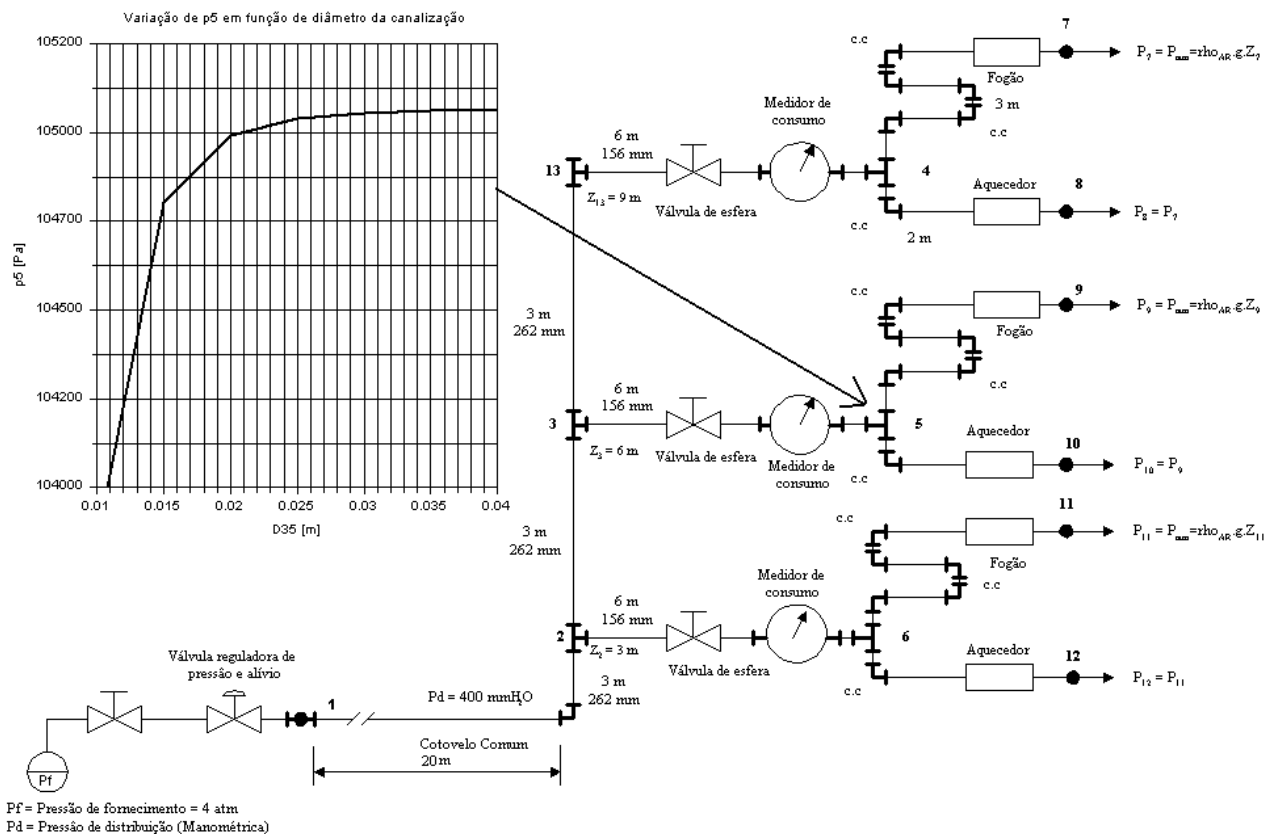 Variação de p5 em função de diâmetro da canalização
105200
105000
104700
104500
104200
104000
p5 [Pa]
0.01
0.015
0.02
0.025
0.03
0.035
0.04
D35 [m]
c.c
7
Fogão
P₇ = Pₐₜₘ=rho_AR.g.Z₇
3 m
c.c
Medidor de
consumo
6 m
156 mm
13
Z₁₃ = 9 m
Válvula de esfera
4
Aquecedor
8
P₈ = P₇
c.c
2 m
3 m
262 mm
c.c
9
Fogão
P₉ = Pₐₜₘ=rho_AR.g.Z₉
c.c
6 m
156 mm
3
Z₃ = 6 m
Válvula de esfera
Medidor de
consumo
5
Aquecedor
10
P₁₀ = P₉
c.c
3 m
262 mm
c.c
11
Fogão
P₁₁ = Pₐₜₘ=rho_AR.g.Z₁₁
c.c
Medidor de
consumo
6 m
156 mm
2
Z₂ = 3 m
Válvula de esfera
6
Aquecedor
12
P₁₂ = P₁₁
c.c
3 m
262 mm
Válvula reguladora de
pressão e alívio
1
Pd = 400 mmH₂O
Cotovelo Comum
20 m
Pf
Pf = Pressão de fornecimento = 4 atm
Pd = Pressão de distribuição (Manométrica)